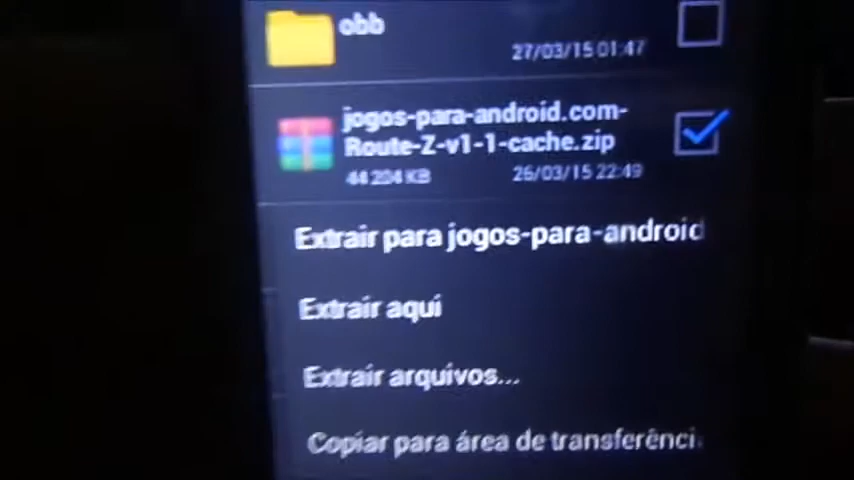 obb
27/03/15 01:47
jogos-para-android.com-
Route-Z-v1-1-cache.zip
44 204 KB 26/03/15 22:49
Extrair para jogos-para-android
Extrair aquí
Extrair arquivos...
Copiar para área de transferênci.